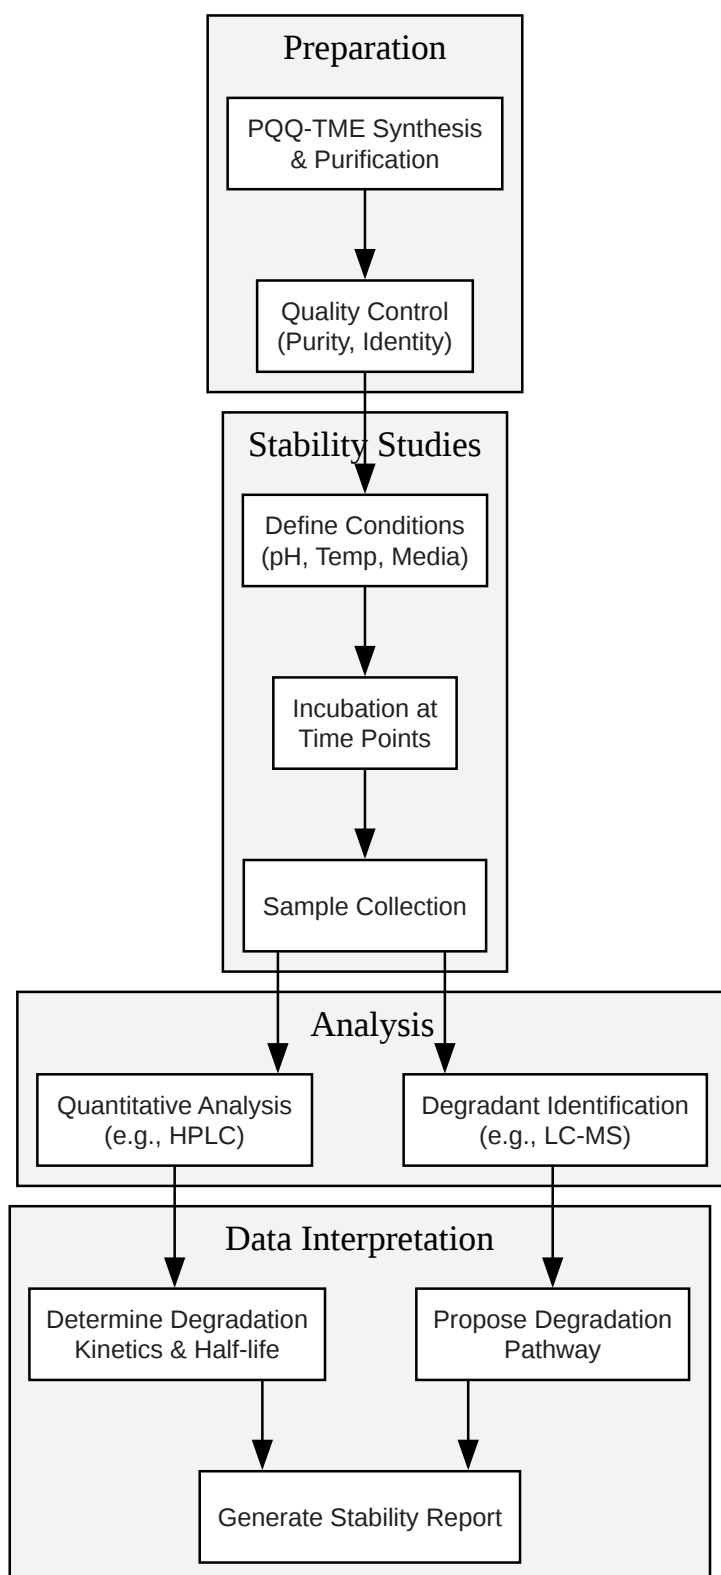 Preparation
PQQ-TME Synthesis
& Purification
Quality Control
(Purity, Identity)
Stability Studies
Define Conditions
(pH, Temp, Media)
Incubation at
Time Points
Sample Collection
Analysis
Quantitative Analysis
(e.g., HPLC)
Degradant Identification
(e.g., LC-MS)
Data Interpretation
Determine Degradation
Kinetics & Half-life
Propose Degradation
Pathway
Generate Stability Report